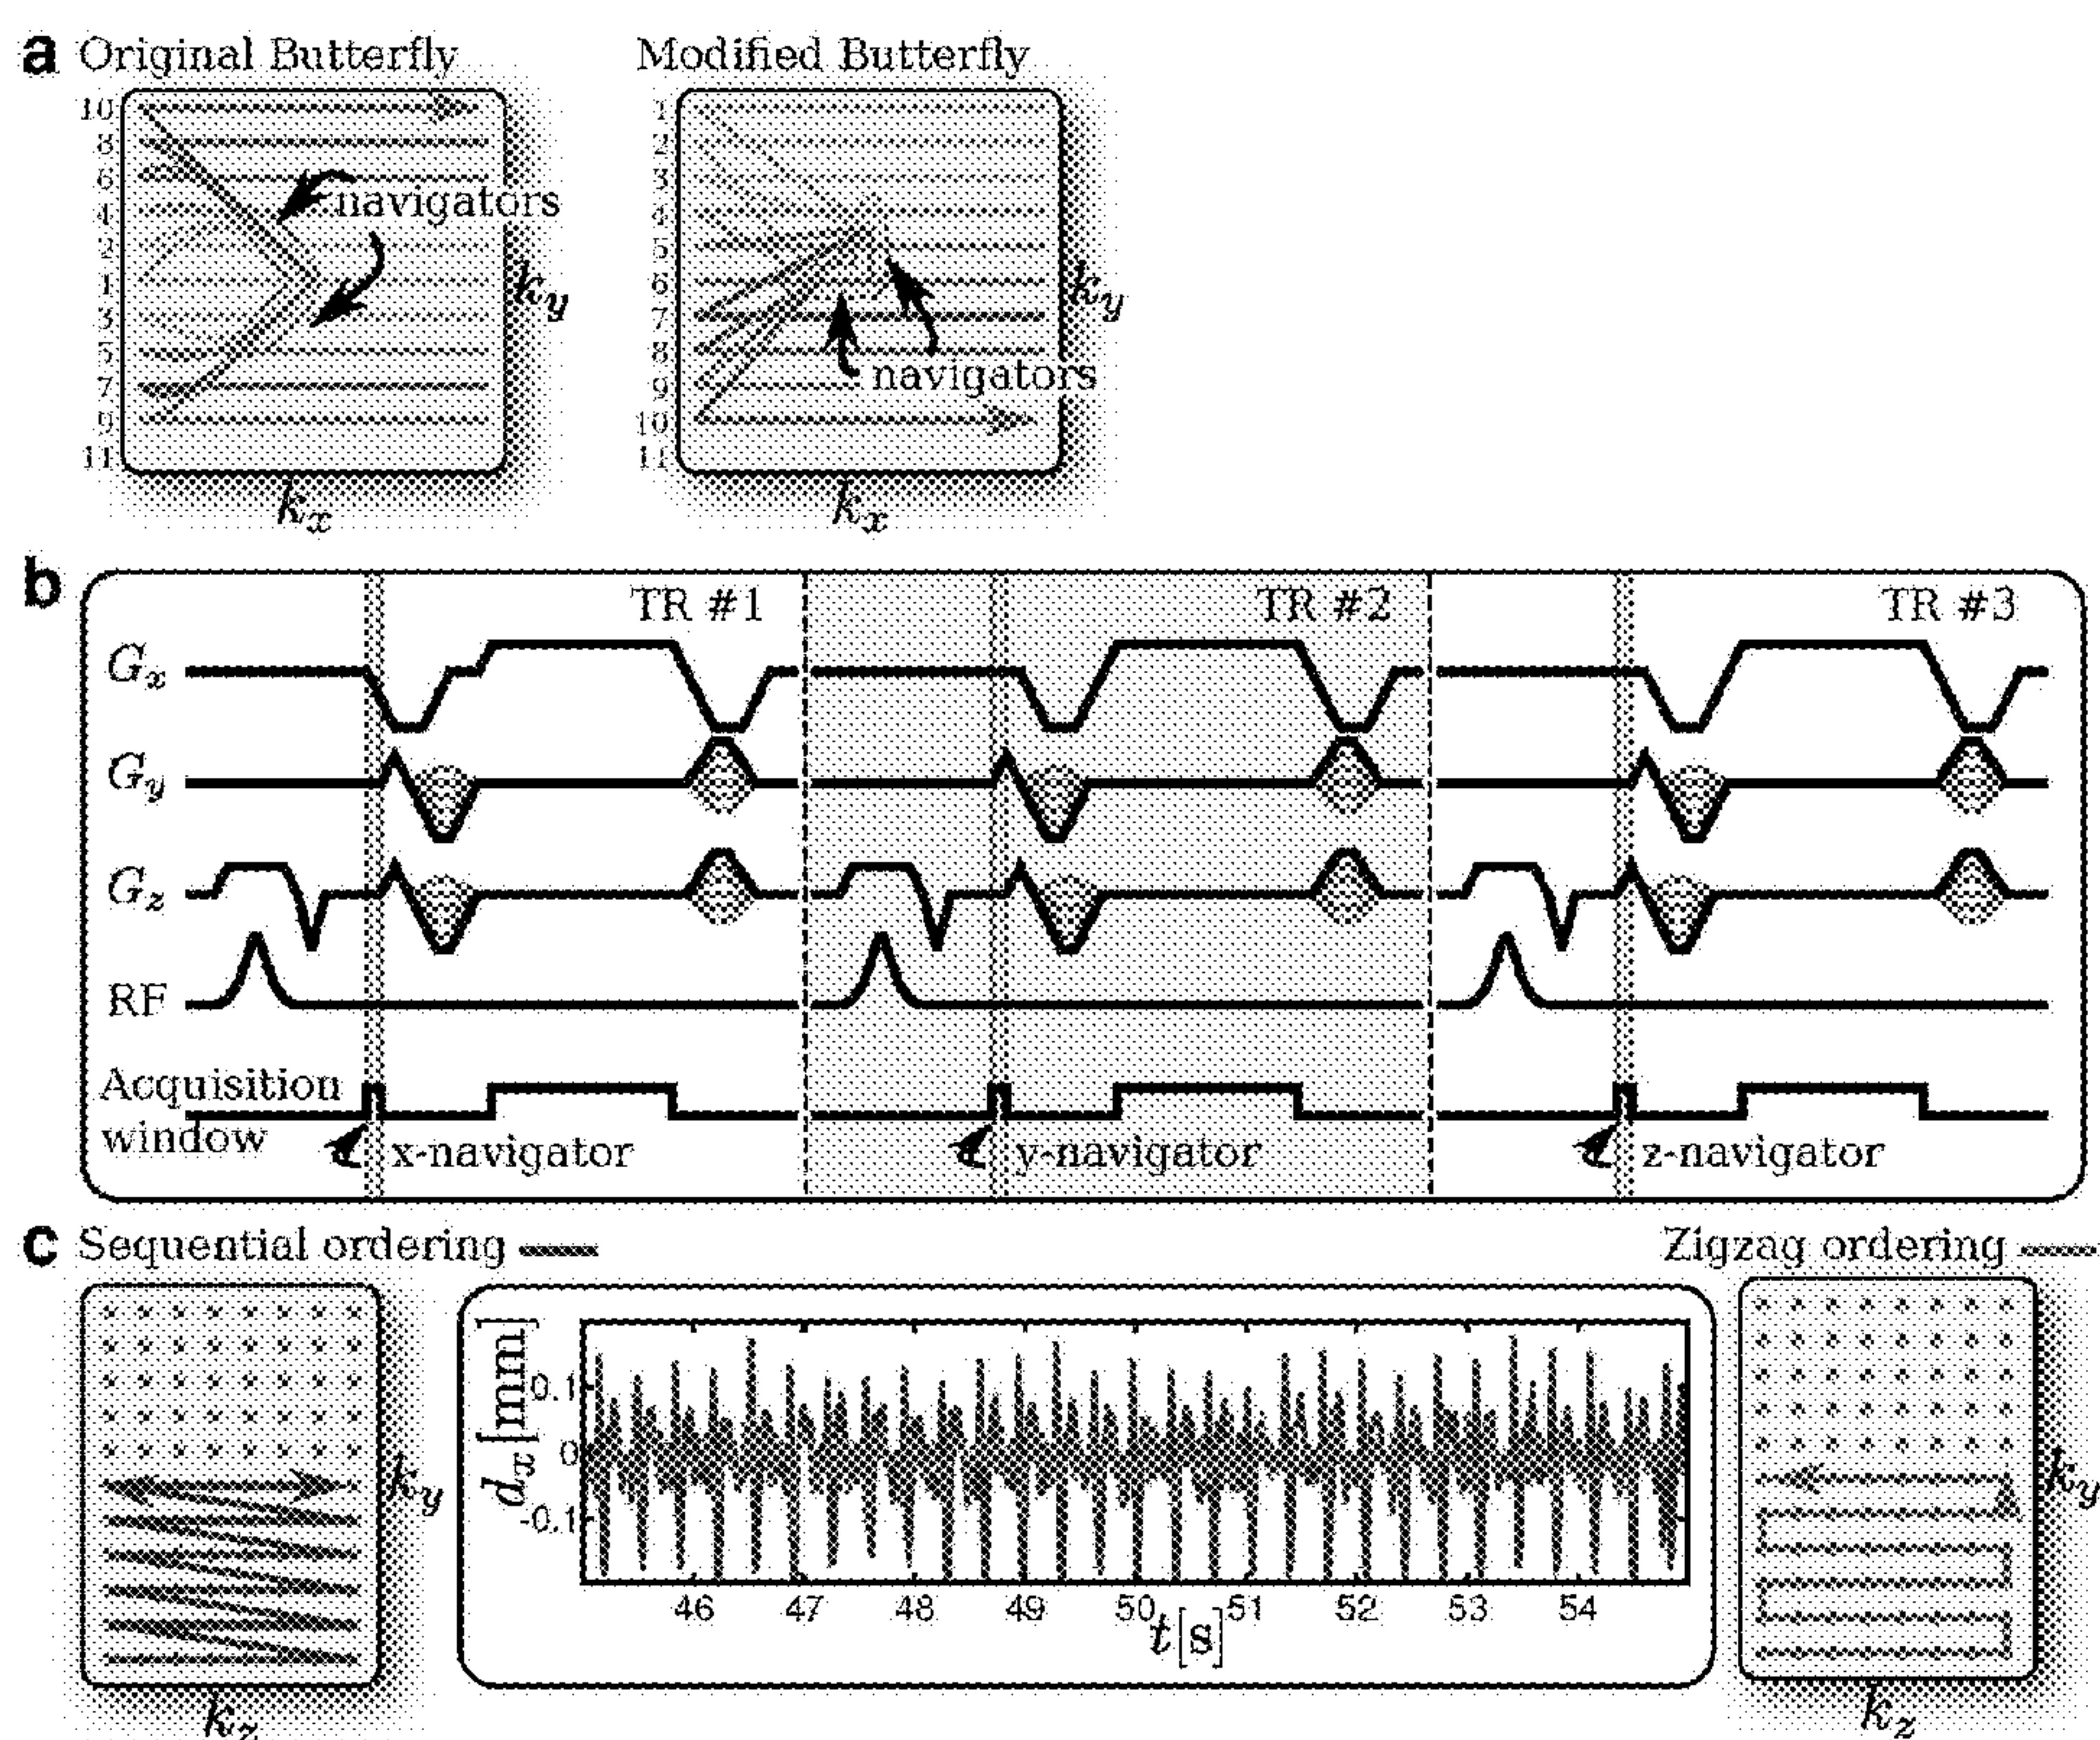 a Original Butterfly
Modified Butterfly
10
8
6
4
2
1
3
5
7
9
11
navigators
k_y
k_x
1
2
3
4
5
6
7
8
9
10
11
navigators
k_y
k_x
b
TR #1
TR #2
TR #3
G_x
G_y
G_z
RF
Acquisition
window
x-navigator
y-navigator
z-navigator
c Sequential ordering
Zigzag ordering
k_y
k_z
d_x [mm]
0.1
0
-0.1
46 47 48 49 50 51 52 53 54
t[s]
k_y
k_z